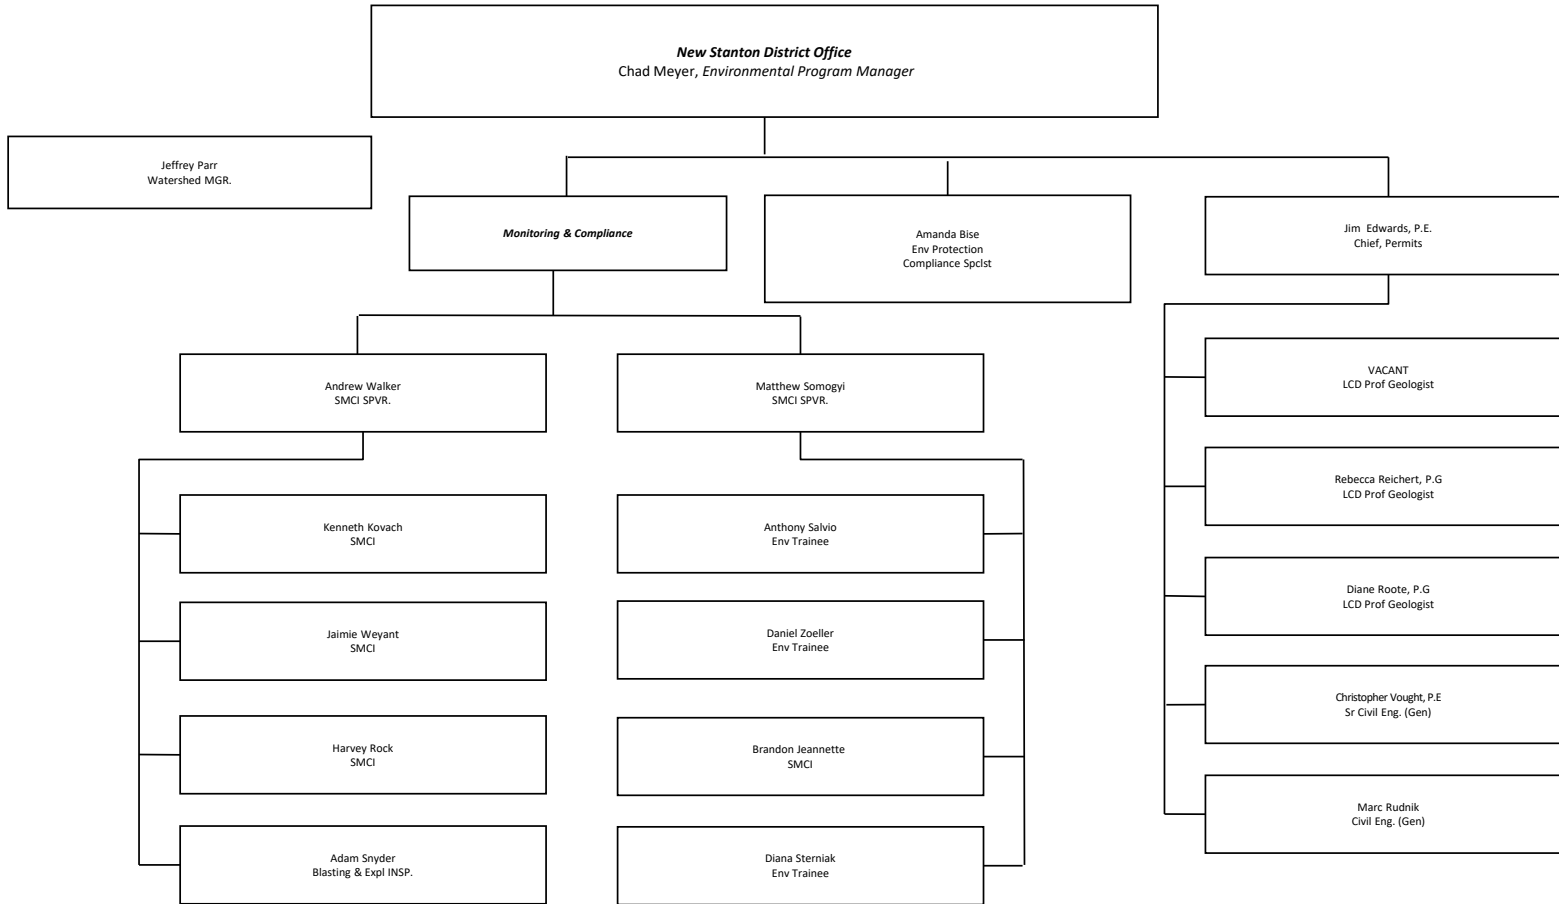 New Stanton District Office
Chad Meyer, Environmental Program Manager
Jeffrey Parr
Watershed MGR.
Monitoring & Compliance
Amanda Bise
Env Protection
Compliance Spclst
Jim Edwards, P.E.
Chief, Permits
Andrew Walker
SMCI SPVR.
Matthew Somogyi
SMCI SPVR.
VACANT
LCD Prof Geologist
Rebecca Reichert, P.G
LCD Prof Geologist
Kenneth Kovach
SMCI
Anthony Salvio
Env Trainee
Diane Roote, P.G
LCD Prof Geologist
Jaimie Weyant
SMCI
Daniel Zoeller
Env Trainee
Christopher Vought, P.E
Sr Civil Eng. (Gen)
Harvey Rock
SMCI
Brandon Jeannette
SMCI
Marc Rudnik
Civil Eng. (Gen)
Adam Snyder
Blasting & Expl INSP.
Diana Sterniak
Env Trainee